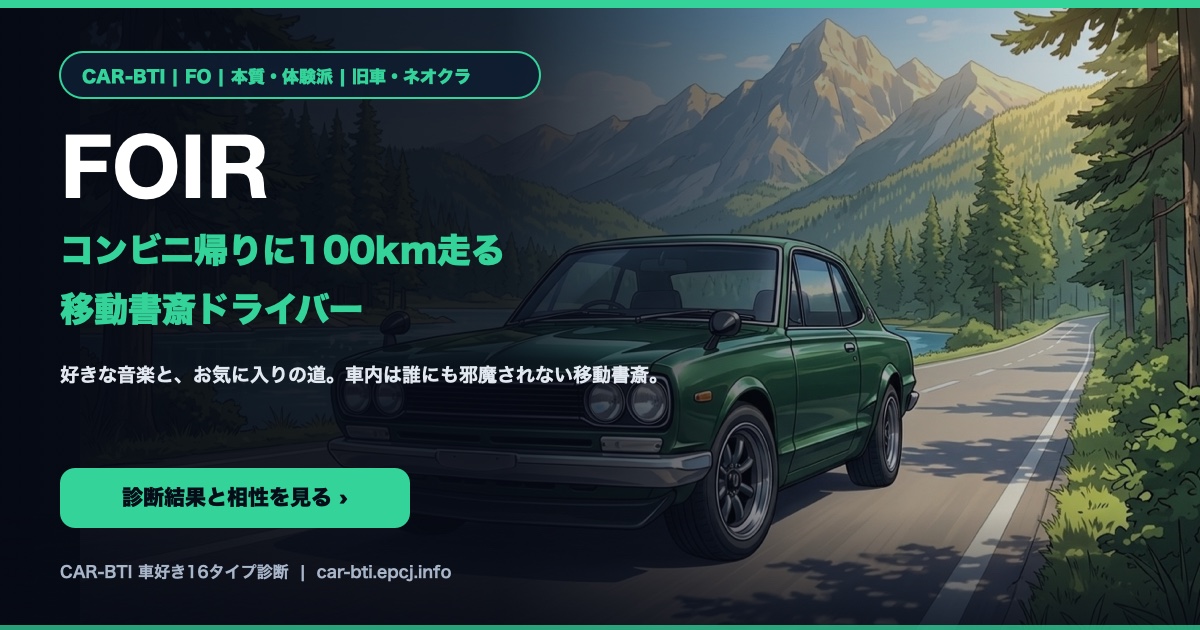 CAR-BTI | FO | 本質・体験派 | 旧車・ネオクラ
FOIR
コンビニ帰りに100km走る
移動書斎ドライバー
好きな音楽と、お気に入りの道。車内は誰にも邪魔されない移動書斎。
診断結果と相性を見る ›
CAR-BTI 車好き16タイプ診断 | car-bti.epcj.info